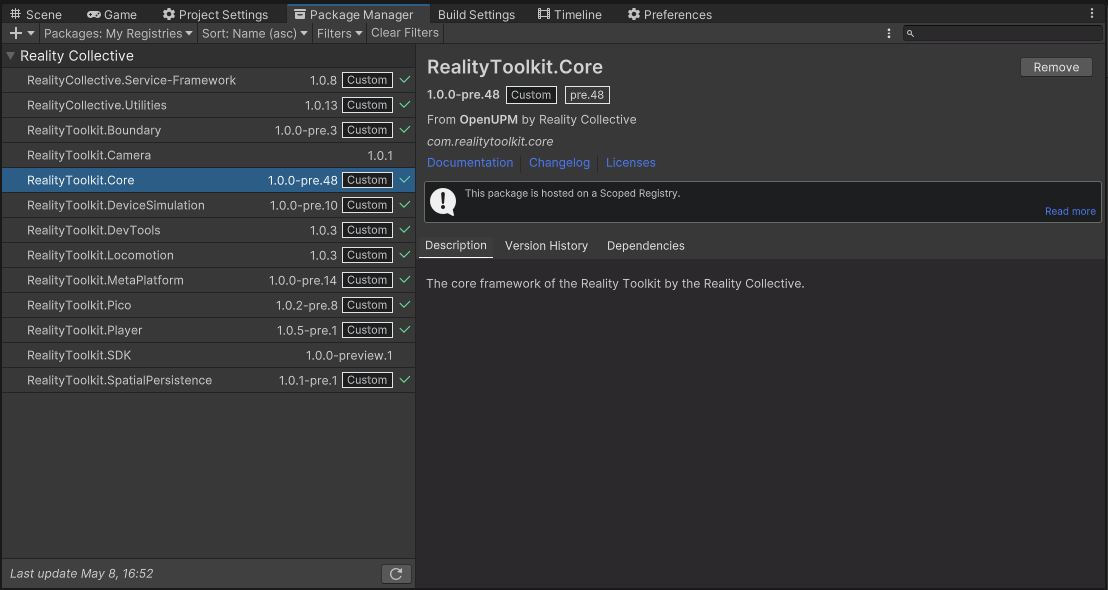 Scene Game Project Settings Package Manager Build Settings Timeline Preferences
Packages: My Registries Sort: Name (asc) Filters Clear Filters
Reality Collective
RealityCollective.Service-Framework 1.0.8 Custom
RealityCollective.Utilities 1.0.13 Custom
RealityToolkit.Boundary 1.0.0-pre.3 Custom
RealityToolkit.Camera 1.0.1
RealityToolkit.Core 1.0.0-pre.48 Custom
RealityToolkit.DeviceSimulation 1.0.0-pre.10 Custom
RealityToolkit.DevTools 1.0.3 Custom
RealityToolkit.Locomotion 1.0.3 Custom
RealityToolkit.MetaPlatform 1.0.0-pre.14 Custom
RealityToolkit.Pico 1.0.2-pre.8 Custom
RealityToolkit.Player 1.0.5-pre.1 Custom
RealityToolkit.SDK 1.0.0-preview.1
RealityToolkit.SpatialPersistence 1.0.1-pre.1 Custom
Last update May 8, 16:52
RealityToolkit.Core
Remove
1.0.0-pre.48 Custom pre.48
From OpenUPM by Reality Collective
com.realitytoolkit.core
Documentation Changelog Licenses
This package is hosted on a Scoped Registry.
Read more
Description Version History Dependencies
The core framework of the Reality Toolkit by the Reality Collective.